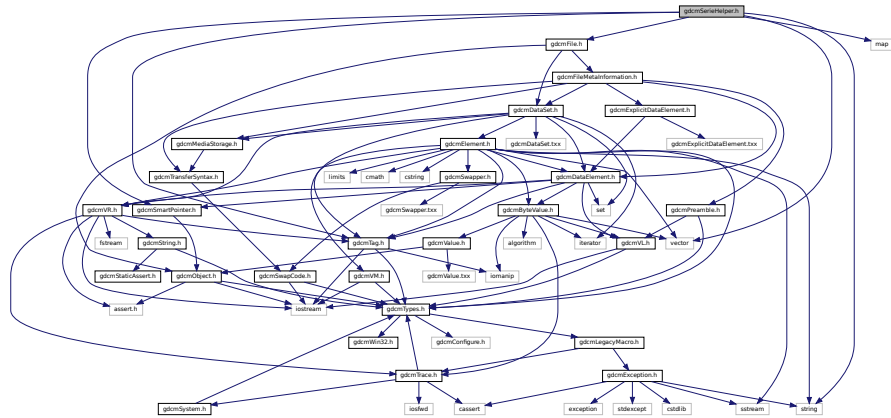 gdcmSerieHelper.h
gdcmFile.h
map
gdcmFileMetaInformation.h
gdcmDataSet.h
gdcmExplicitDataElement.h
gdcmMediaStorage.h
gdcmElement.h
gdcmDataSet.txx
gdcmExplicitDataElement.txx
gdcmTransferSyntax.h
limits
cmath
cstring
gdcmSwapper.h
gdcmDataElement.h
gdcmVR.h
gdcmSmartPointer.h
gdcmSwapper.txx
gdcmByteValue.h
set
gdcmPreamble.h
fstream
gdcmString.h
gdcmTag.h
gdcmValue.h
algorithm
iterator
gdcmVL.h
vector
gdcmStaticAssert.h
gdcmObject.h
gdcmSwapCode.h
gdcmVM.h
gdcmValue.txx
iomanip
assert.h
iostream
gdcmTypes.h
gdcmWin32.h
gdcmConfigure.h
gdcmLegacyMacro.h
gdcmTrace.h
gdcmException.h
gdcmSystem.h
iosfwd
cassert
exception
stdexcept
cstdlib
sstream
string